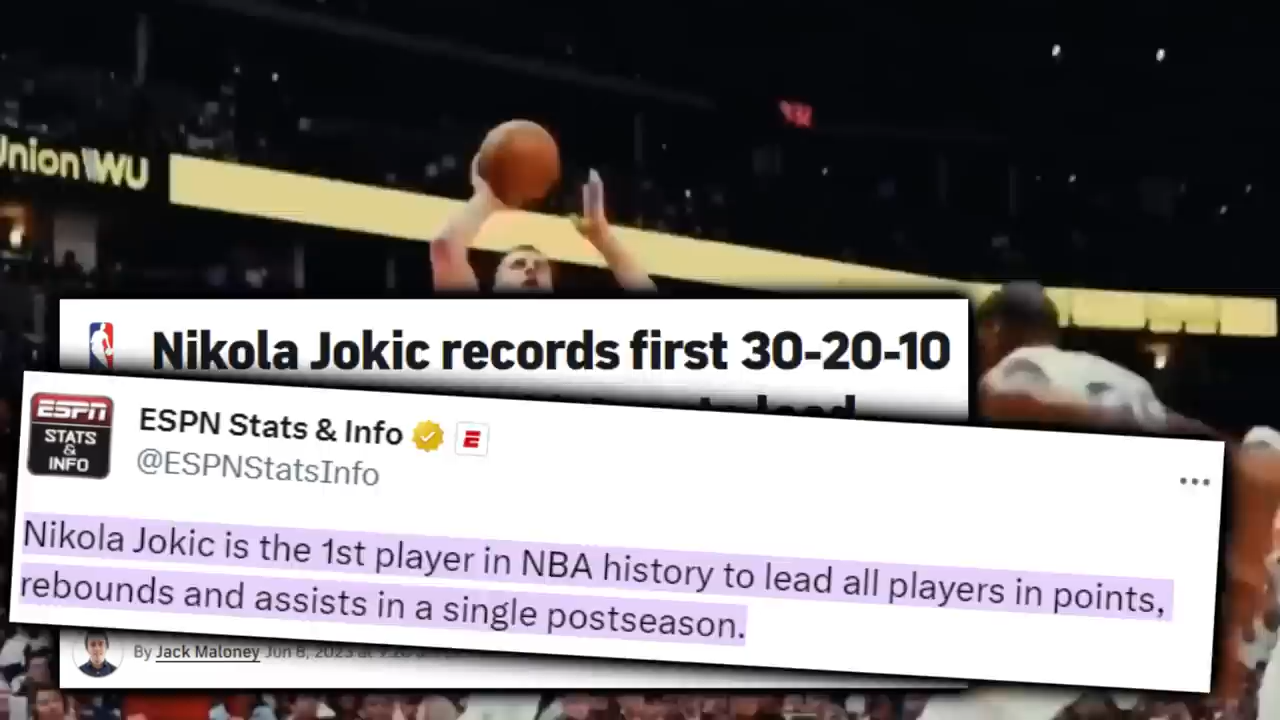 Union WU
Nikola Jokic records first 30-20-10
lead
ESPN
STATS
&
INFO
ESPN Stats & Info
@ESPNStatsInfo
Nikola Jokic is the 1st player in NBA history to lead all players in points,
rebounds and assists in a single postseason.
By Jack Maloney Jun 8, 2023 at